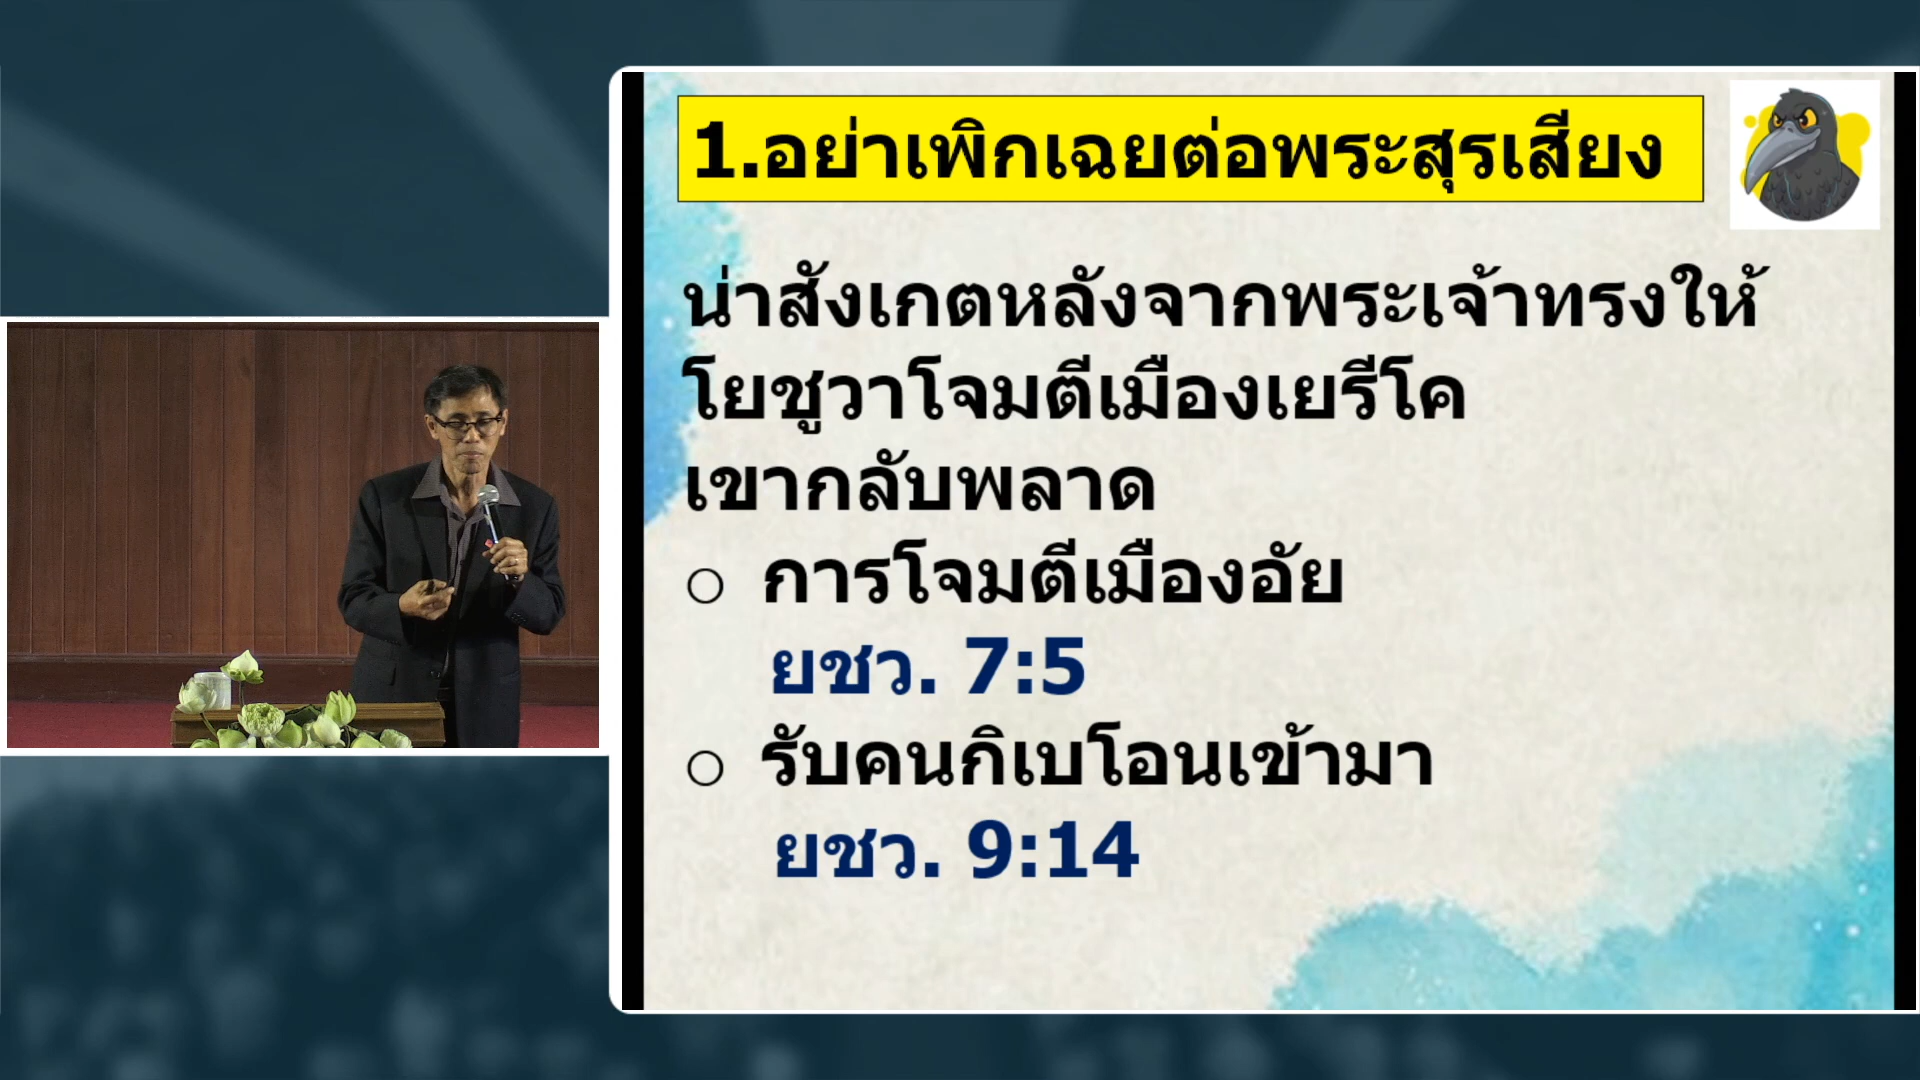 1.อย่าเพิกเฉยต่อพระสุรเสียง
น่าสังเกตหลังจากพระเจ้าทรงให้
โยชูวาโจมตีเมืองเยรีโค
เขากลับพลาด
○ การโจมตีเมืองอัย
ยชว. 7:5
○ รับคนกิเบโอนเข้ามา
ยชว. 9:14